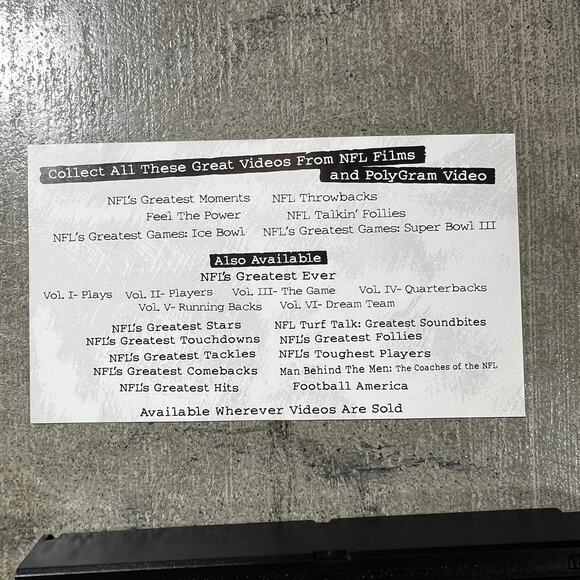 Collect All These Great Videos From NFL Films
and PolyGram Video
NFL's Greatest Moments NFL Throwbacks
Feel The Power NFL Talkin' Follies
NFL's Greatest Games: Ice Bowl NFL's Greatest Games: Super Bowl III
Also Available
NFL's Greatest Ever
Vol. I- Plays Vol. II- Players Vol. III- The Game Vol. IV- Quarterbacks
Vol. V- Running Backs Vol. VI- Dream Team
NFL's Greatest Stars NFL Turf Talk: Greatest Soundbites
NFL's Greatest Touchdowns NFL's Greatest Follies
NFL's Greatest Tackles NFL's Toughest Players
NFL's Greatest Comebacks Man Behind The Men: The Coaches of the NFL
NFL's Greatest Hits Football America
Available Wherever Videos Are Sold